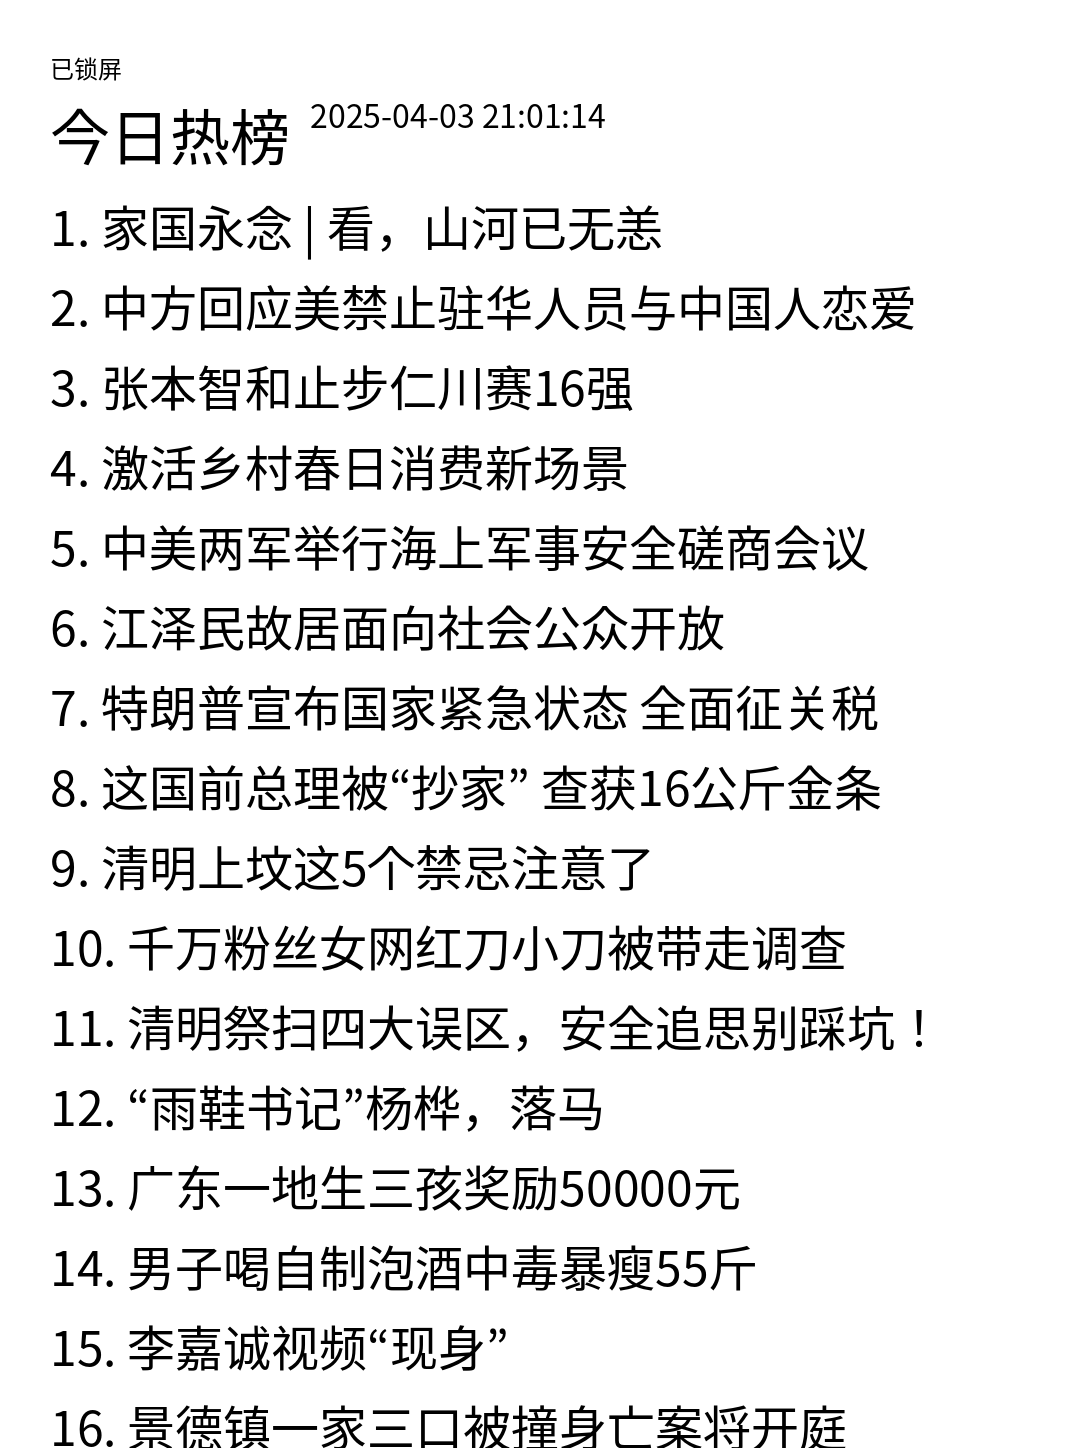 已锁屏
今日热榜 2025-04-03 21:01:14
1. 家国永念 | 看，山河已无恙
2. 中方回应美禁止驻华人员与中国人恋爱
3. 张本智和止步仁川赛16强
4. 激活乡村春日消费新场景
5. 中美两军举行海上军事安全磋商会议
6. 江泽民故居面向社会公众开放
7. 特朗普宣布国家紧急状态 全面征关税
8. 这国前总理被“抄家” 查获16公斤金条
9. 清明上坟这5个禁忌注意了
10. 千万粉丝女网红刀小刀被带走调查
11. 清明祭扫四大误区，安全追思别踩坑！
12. “雨鞋书记”杨桦，落马
13. 广东一地生三孩奖励50000元
14. 男子喝自制泡酒中毒暴瘦55斤
15. 李嘉诚视频“现身”
16. 景德镇一家三口被撞身亡案将开庭